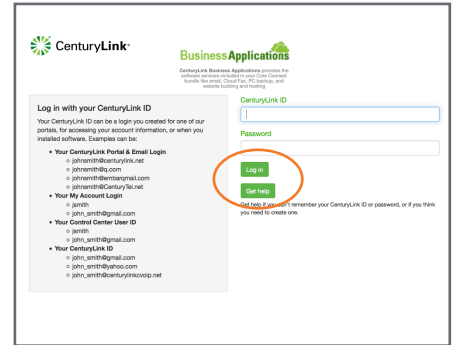 CenturyLink®
BusinessApplications
CenturyLink Business Applications provides the
software services included in your Core Connect
bundle like email, Cloud Fax, PC backup, and
website building and hosting
Log in with your CenturyLink ID
Your CenturyLink ID can be a login you created for one of our
portals, for accessing your account information, or when you
installed software. Examples can be:
• Your CenturyLink Portal & Email Login
○ johnsmith@centurylink.net
○ johnsmith@q.com
○ johnsmith@embarqmail.com
○ johnsmith@CenturyTel.net
• Your My Account Login
○ jsmith
○ john_smith@gmail.com
• Your Control Center User ID
○ jsmith
○ john_smith@gmail.com
• Your CenturyLink ID
○ john_smith@gmail.com
○ john_smith@yahoo.com
○ john_smith@centurylinkcvoip.net
CenturyLink ID
Password
Log in
Get help
Get help if you can't remember your CenturyLink ID or password, or if you think
you need to create one.